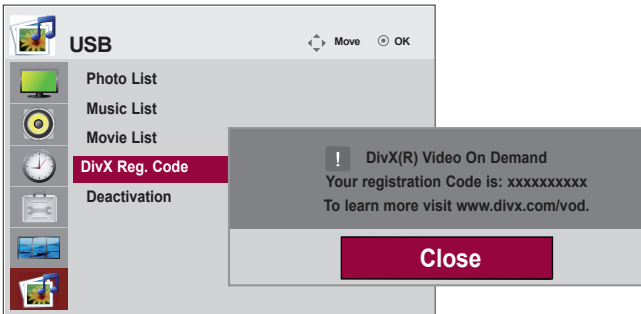 USB
Move OK
Photo List
Music List
Movie List
DivX Reg. Code
Deactivation
! DivX(R) Video On Demand
Your registration Code is: xxxxxxxxxx
To learn more visit www.divx.com/vod.
Close